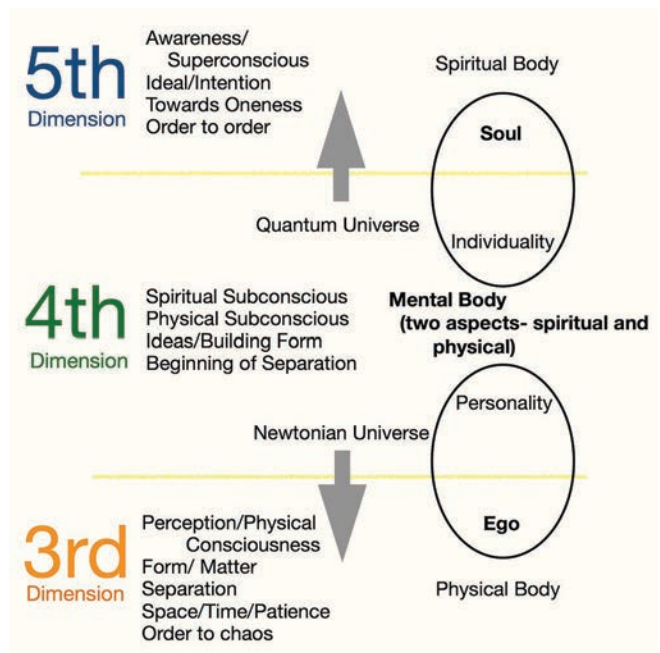 5th
Dimension
Awareness/
Superconscious
Ideal/Intention
Towards Oneness
Order to order
Spiritual Body
Soul
Quantum Universe
Individuality
4th
Dimension
Spiritual Subconscious
Physical Subconscious
Ideas/Building Form
Beginning of Separation
Mental Body
(two aspects- spiritual and
physical)
Personality
Newtonian Universe
3rd
Dimension
Perception/Physical
Consciousness
Form/ Matter
Separation
Space/Time/Patience
Order to chaos
Ego
Physical Body